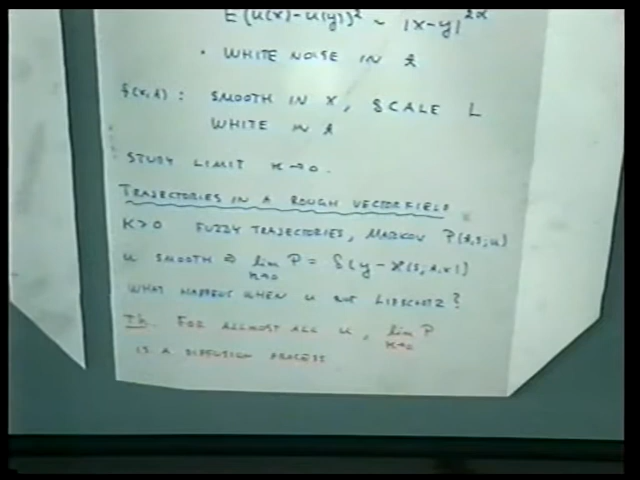 E(u(x)-u(y))² ~ |x-y|^{2α}
• WHITE NOISE IN t
f(x,t): SMOOTH IN X, SCALE L
WHITE IN t
STUDY LIMIT κ→0.
TRAJECTORIES IN A ROUGH VECTORFIELD
κ>0 FUZZY TRAJECTORIES, MARKOV P(t,s;u)
u SMOOTH ⇒ lim κ→0 P = δ(y-x(s,t,x))
WHAT HAPPENS WHEN u NOT LIPSCHITZ?
Th. FOR ALLMOST ALL u, lim κ→0 P
IS A DIFFUSION PROCESS